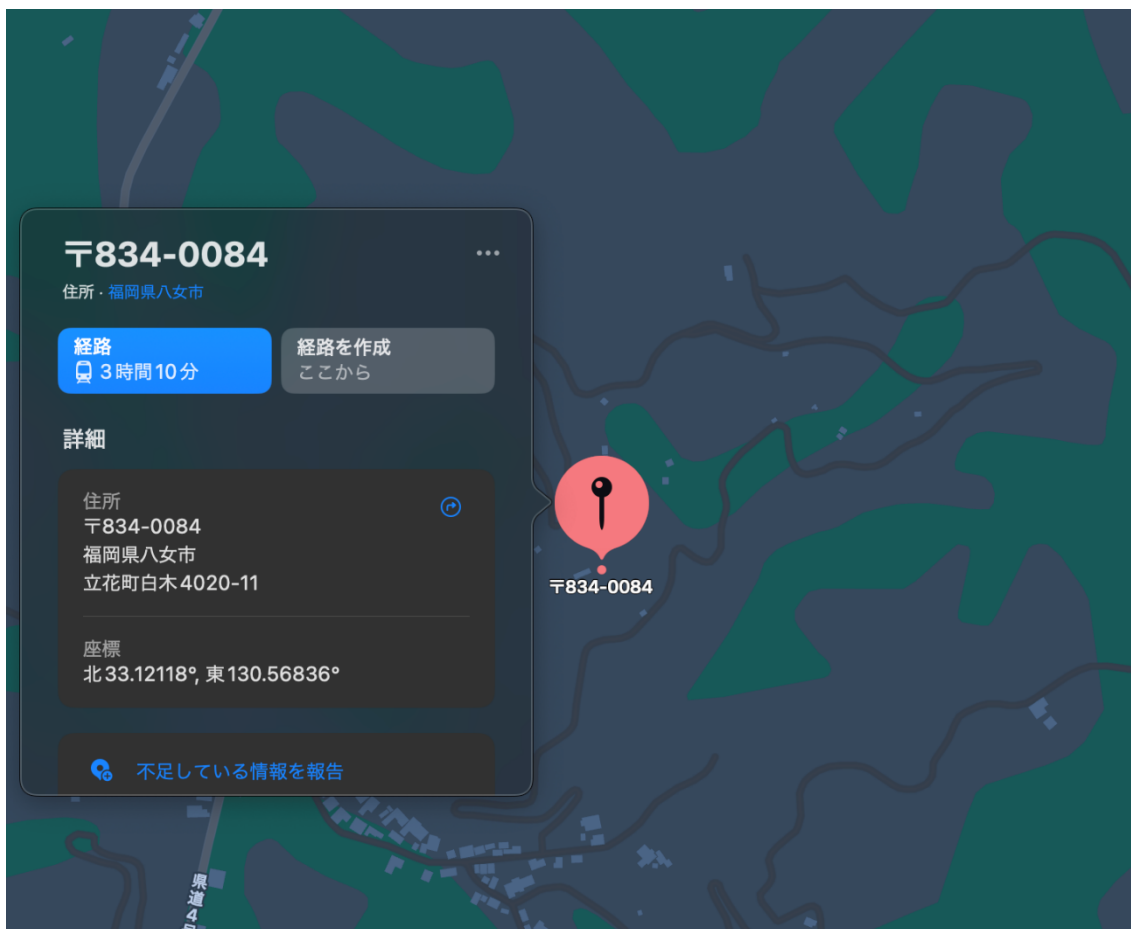 〒834-0084
住所 · 福岡県八女市
経路
3時間10分
経路を作成
ここから
詳細
住所
〒834-0084
福岡県八女市
立花町白木4020-11
座標
北33.12118°, 東130.56836°
不足している情報を報告
〒834-0084
県道4